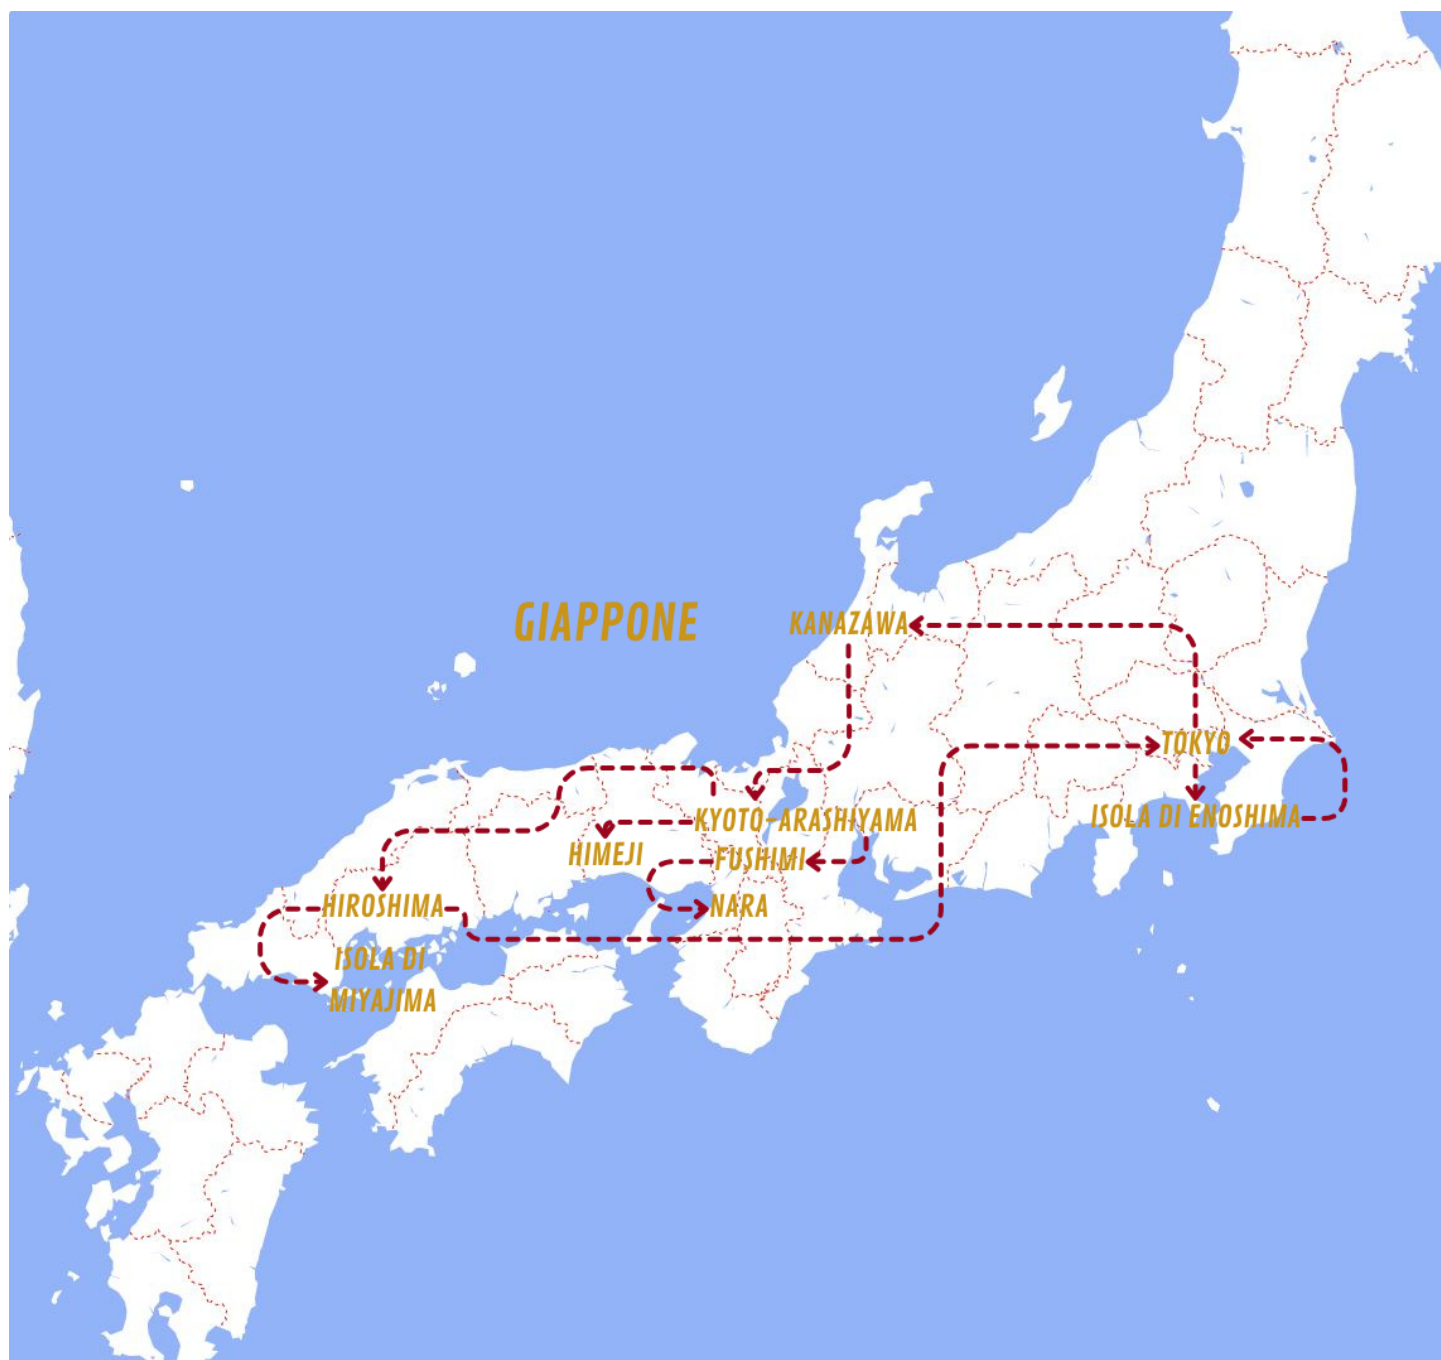 GIAPPONE
KANAZAWA
TOKYO
ISOLA DI ENOSHIMA
KYOTO-ARASHIYAMA
HIMEJI
FUSHIMI
HIROSHIMA
NARA
ISOLA DI
MIYAJIMA